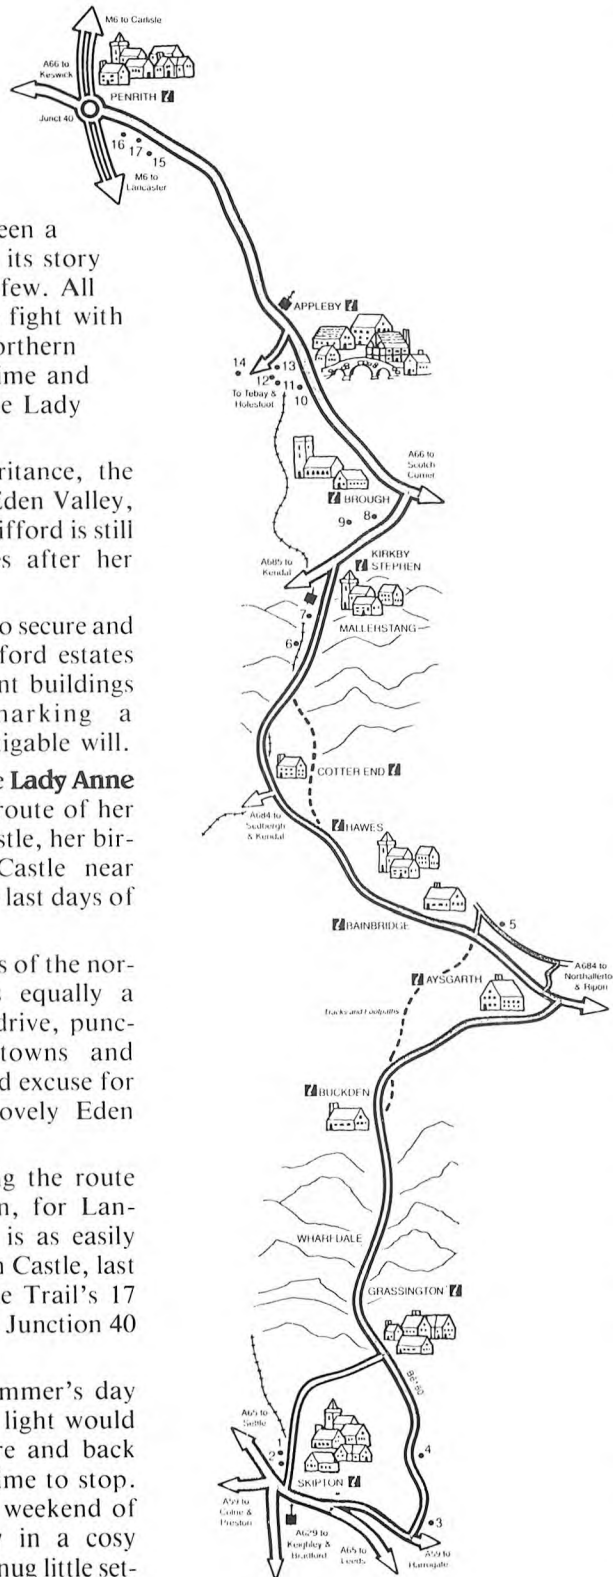 M6 to Carlisle
A66 to
Keswick
PENRITH i
Junct 40
16
17
15
M6 to
Lancaster
een a
its story
few. All
fight with
orthern
ime and
e Lady
APPLEBY i
14
13
12
11
10
To Tebay &
ritance, the
Eden Valley,
ifford is still
s after her
A66 to
Scotch
Corner
i BROUGH
9
8
A685 to
Kendal
i KIRKBY
STEPHEN
7
MALLERSTANG
6
o secure and
ford estates
nt buildings
narking a
igable will.
e Lady Anne
route of her
stle, her bir-
Castle near
last days of
COTTER END i
A684 to
Sedbergh
& Kendal
i HAWES
i BAINBRIDGE
5
A684 to
Northallerto
& Ripon
i AYSGARTH
s of the nor-
s equally a
drive, punc-
towns and
d excuse for
ovely Eden
Tracks and Footpaths
i BUCKDEN
ng the route
n, for Lan-
is as easily
n Castle, last
e Trail's 17
Junction 40
WHARFDALE
GRASSINGTON i
mmer's day
light would
re and back
ime to stop.
weekend of
y in a cosy
nug little set-
A65 to
Settle
1
2
4
SKIPTON i
3
A59 to
Colne &
Preston
A629 to
Keighley &
Bradford
A65 to
Leeds
A59 to
Harrogate